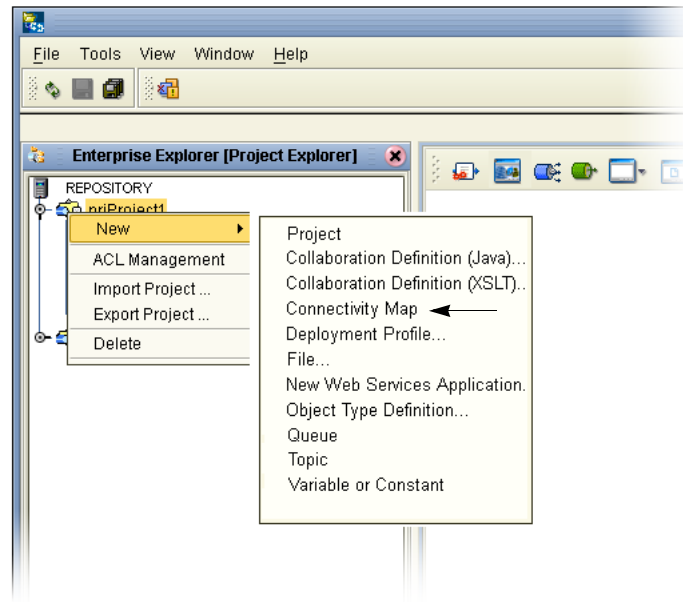 File Tools View Window Help
Enterprise Explorer [Project Explorer]
REPOSITORY
priProject1
New
ACL Management
Import Project ...
Export Project ...
Delete
Project
Collaboration Definition (Java)...
Collaboration Definition (XSLT)..
Connectivity Map
Deployment Profile...
File...
New Web Services Application.
Object Type Definition...
Queue
Topic
Variable or Constant